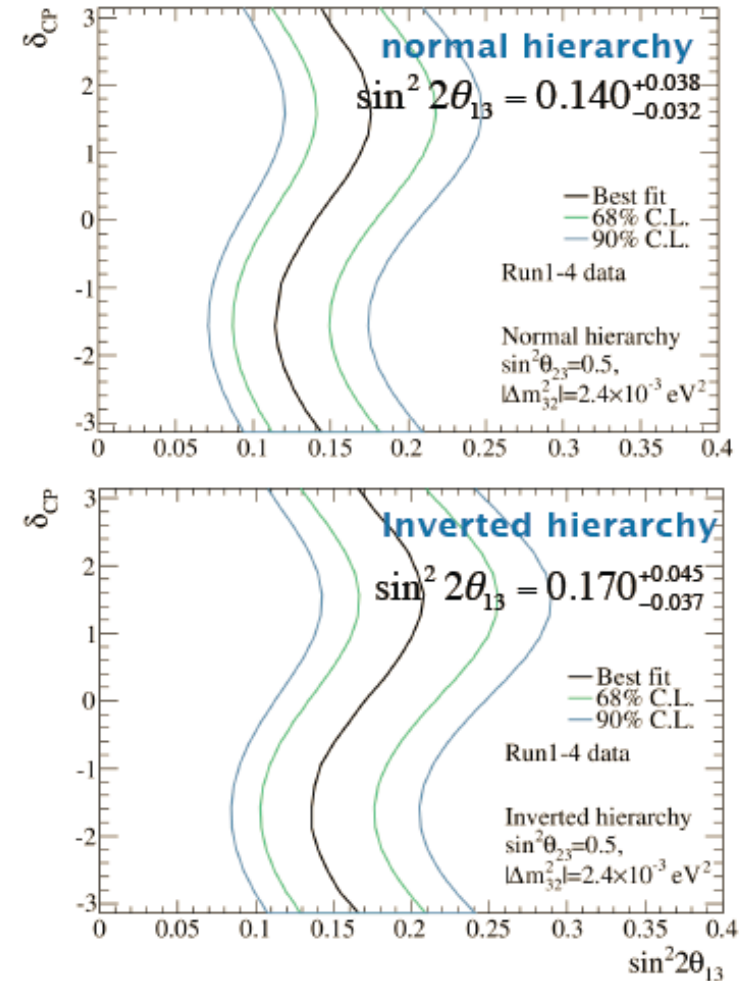 δCP
normal hierarchy
sin² 2θ₁₃ = 0.140 +0.038 −0.032
3
2
1
0
-1
-2
-3
Best fit
68% C.L.
90% C.L.
Run1-4 data
Normal hierarchy
sin²θ₂₃=0.5,
|Δm²₃₂|=2.4×10⁻³ eV²
0 0.05 0.1 0.15 0.2 0.25 0.3 0.35 0.4
δCP
Inverted hierarchy
sin² 2θ₁₃ = 0.170 +0.045 −0.037
3
2
1
0
-1
-2
-3
Best fit
68% C.L.
90% C.L.
Run1-4 data
Inverted hierarchy
sin²θ₂₃=0.5,
|Δm²₃₂|=2.4×10⁻³ eV²
0 0.05 0.1 0.15 0.2 0.25 0.3 0.35 0.4
sin²2θ₁₃